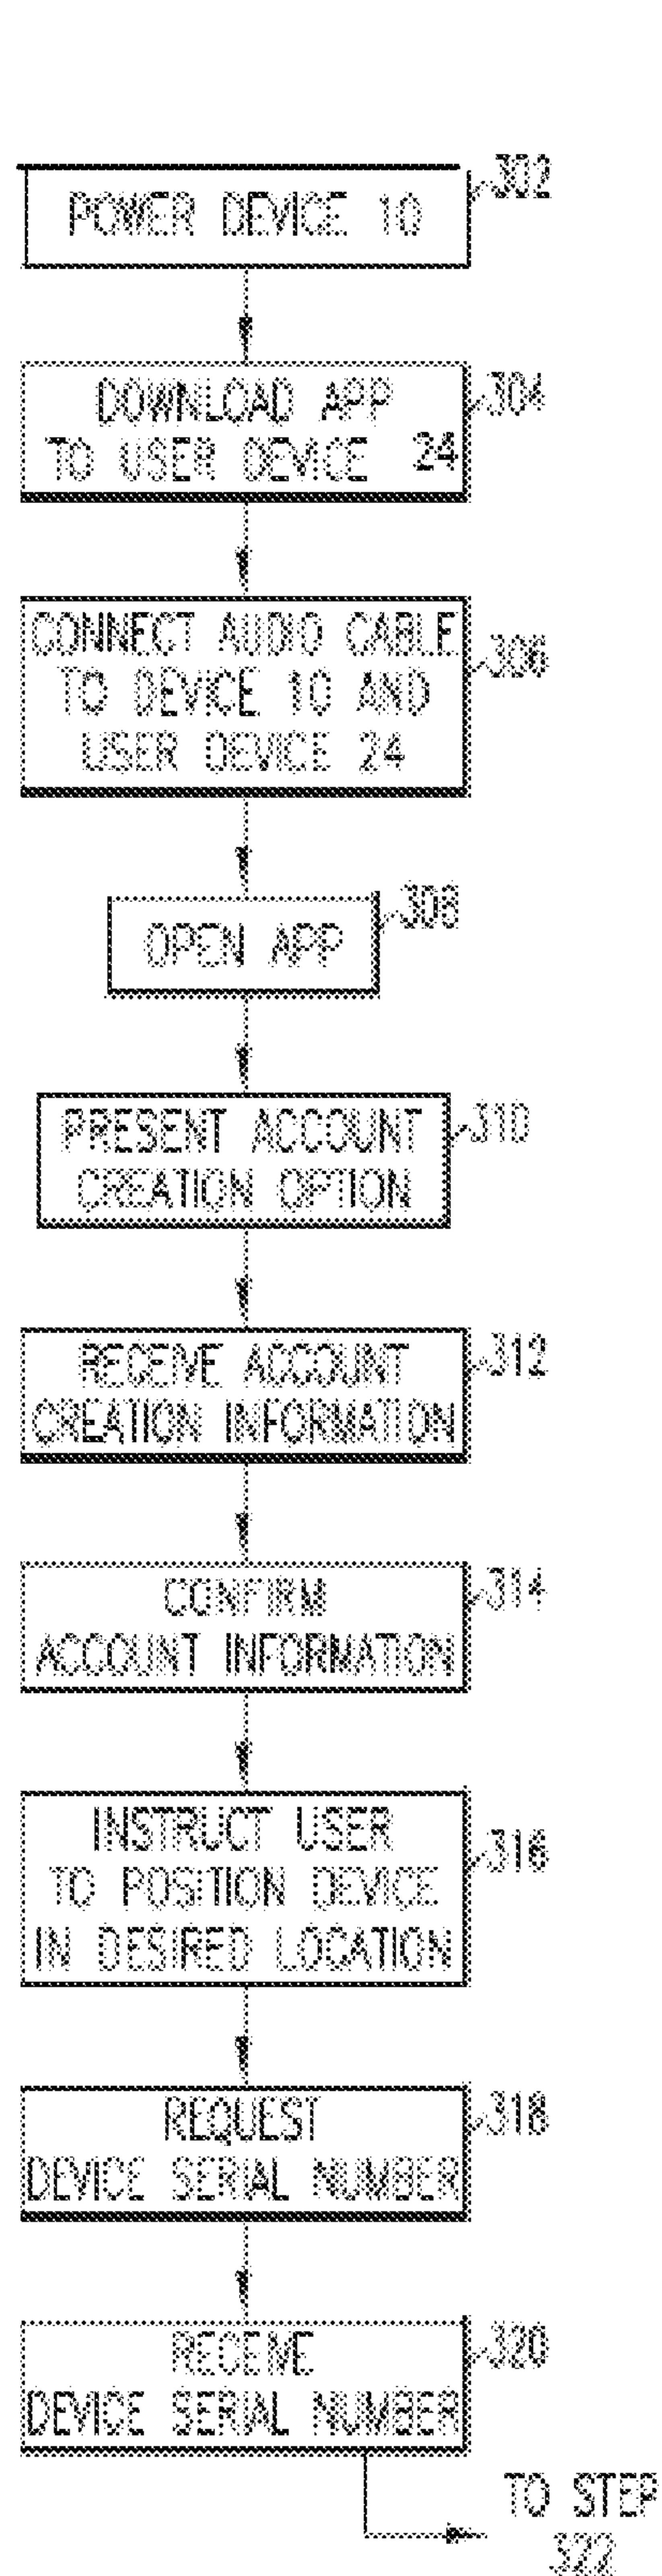 302
POWER DEVICE 10
304
DOWNLOAD APP
TO USER DEVICE 24
306
CONNECT AUDIO CABLE
TO DEVICE 10 AND
USER DEVICE 24
308
OPEN APP
310
PRESENT ACCOUNT
CREATION OPTION
312
RECEIVE ACCOUNT
CREATION INFORMATION
314
CONFIRM
ACCOUNT INFORMATION
316
INSTRUCT USER
TO POSITION DEVICE
IN DESIRED LOCATION
318
REQUEST
DEVICE SERIAL NUMBER
320
RECEIVE
DEVICE SERIAL NUMBER
TO STEP
322